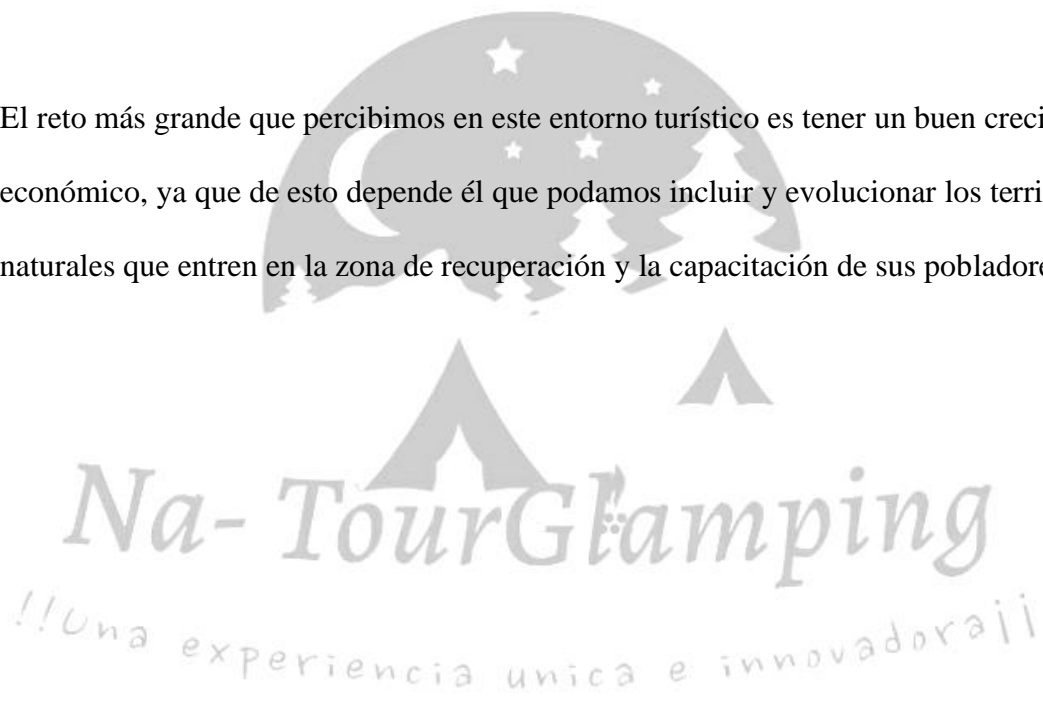 El reto más grande que percibimos en este entorno turístico es tener un buen creci
económico, ya que de esto depende él que podamos incluir y evolucionar los terri
naturales que entren en la zona de recuperación y la capacitación de sus pobladore
Na-TourGlamping
!!Una experiencia unica e innovadora¡¡